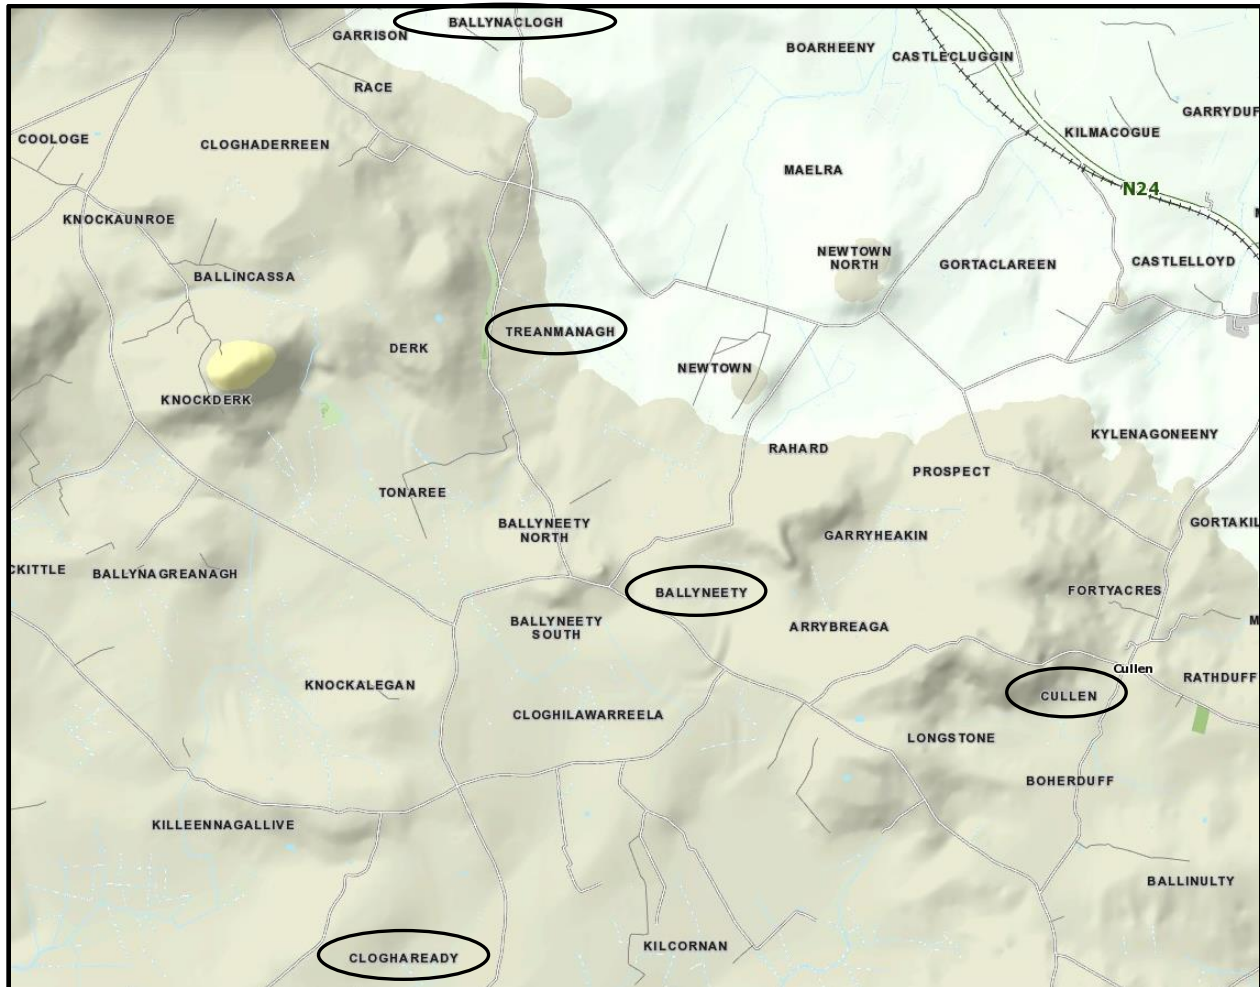 BALLYNACLOGH
GARRISON
BOARHEENY
CASTLECLUGGIN
RACE
GARRYDUF
COOLOGE
CLOGHADERREEN
KILMACOGUE
MAELRA
N24
KNOCKAUNROE
NEWTOWN
NORTH
GORTACLAREEN
CASTLELLOYD
BALLINCASSA
TREANMANAGH
DERK
NEWTOWN
KNOCKDERK
RAHARD
KYLENAGONEENY
PROSPECT
TONAREE
BALLYNEETY
NORTH
GORTAKIL
GARRYHEAKIN
CKITTLE
BALLYNAGREANAGH
BALLYNEETY
FORTYACRES
BALLYNEETY
SOUTH
ARRYBREAGA
M
Cullen
RATHDUFF
KNOCKALEGAN
CULLEN
CLOGHILAWARREELA
LONGSTONE
BOHERDUFF
KILLEENNAGALLIVE
BALLINULTY
KILCORNAN
CLOGHAREADY